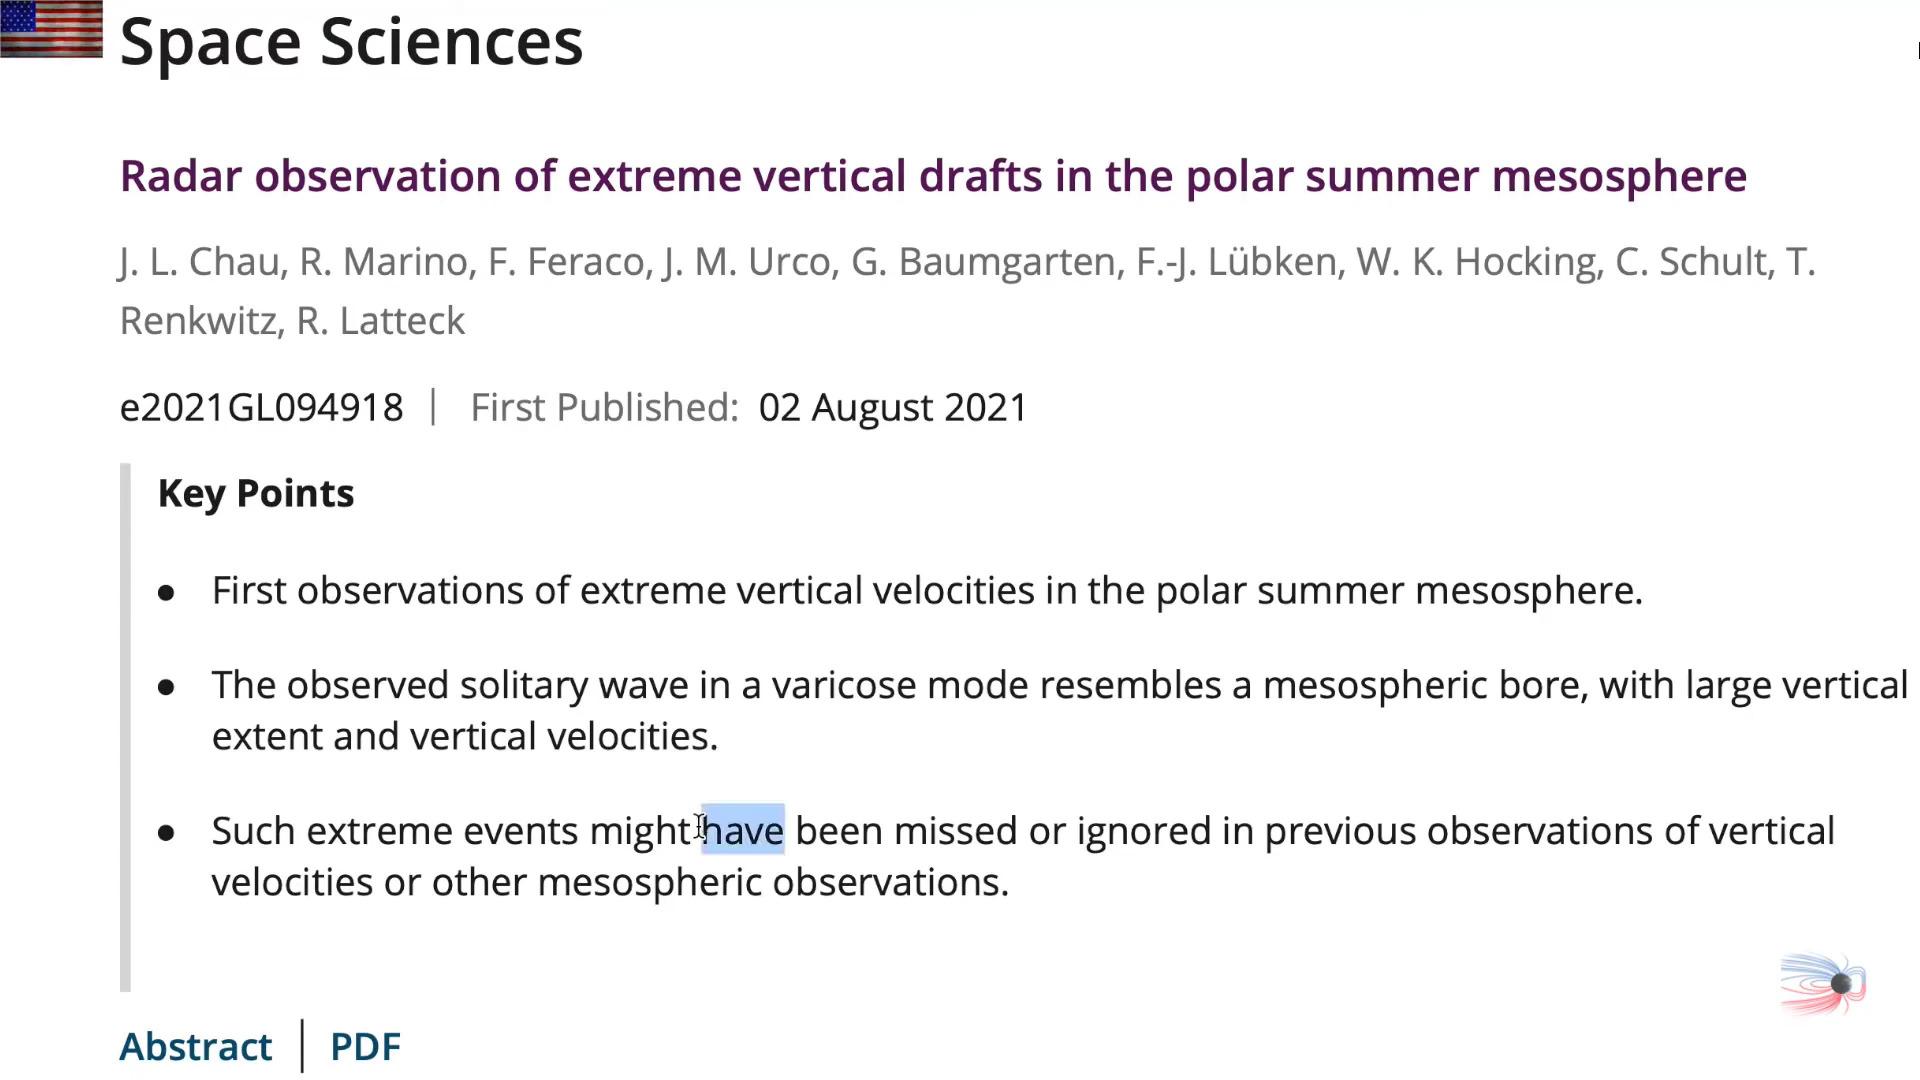 Space Sciences
Radar observation of extreme vertical drafts in the polar summer mesosphere
J. L. Chau, R. Marino, F. Feraco, J. M. Urco, G. Baumgarten, F.-J. Lübken, W. K. Hocking, C. Schult, T.
Renkwitz, R. Latteck
e2021GL094918 | First Published: 02 August 2021
Key Points
● First observations of extreme vertical velocities in the polar summer mesosphere.
● The observed solitary wave in a varicose mode resembles a mesospheric bore, with large vertical
extent and vertical velocities.
● Such extreme events might have been missed or ignored in previous observations of vertical
velocities or other mesospheric observations.
Abstract | PDF